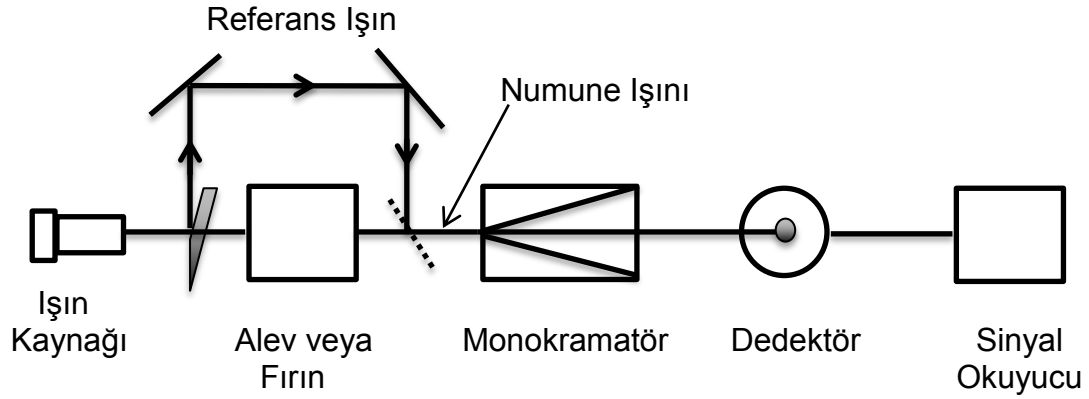 Referans Işın
Numune Işını
Işın
Kaynağı
Alev veya
Fırın
Monokramatör
Dedektör
Sinyal
Okuyucu